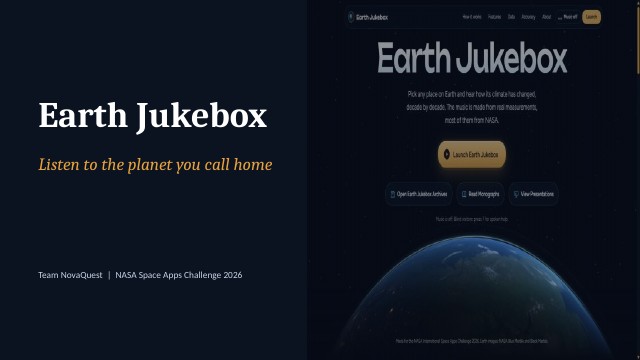 Earth Jukebox
Listen to the planet you call home
Team NovaQuest | NASA Space Apps Challenge 2026
Earth Jukebox
How it works Features Data Accuracy About Music off Launch
Earth Jukebox
Pick any place on Earth and hear how its climate has changed,
decade by decade. The music is made from real measurements,
most of them from NASA.
Launch Earth Jukebox
Open Earth Jukebox Archives Read Monographs View Presentations